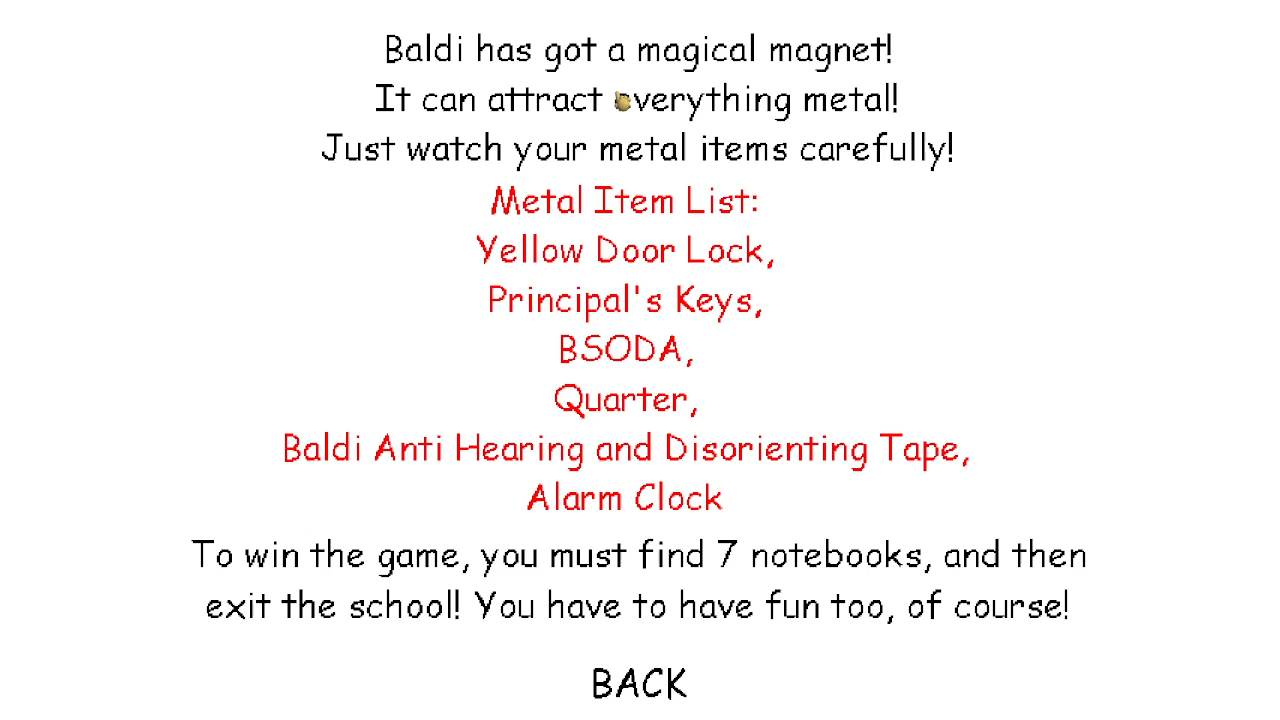 Baldi has got a magical magnet!
It can attract everything metal!
Just watch your metal items carefully!
Metal Item List:
Yellow Door Lock,
Principal's Keys,
BSODA,
Quarter,
Baldi Anti Hearing and Disorienting Tape,
Alarm Clock
To win the game, you must find 7 notebooks, and then
exit the school! You have to have fun too, of course!
BACK